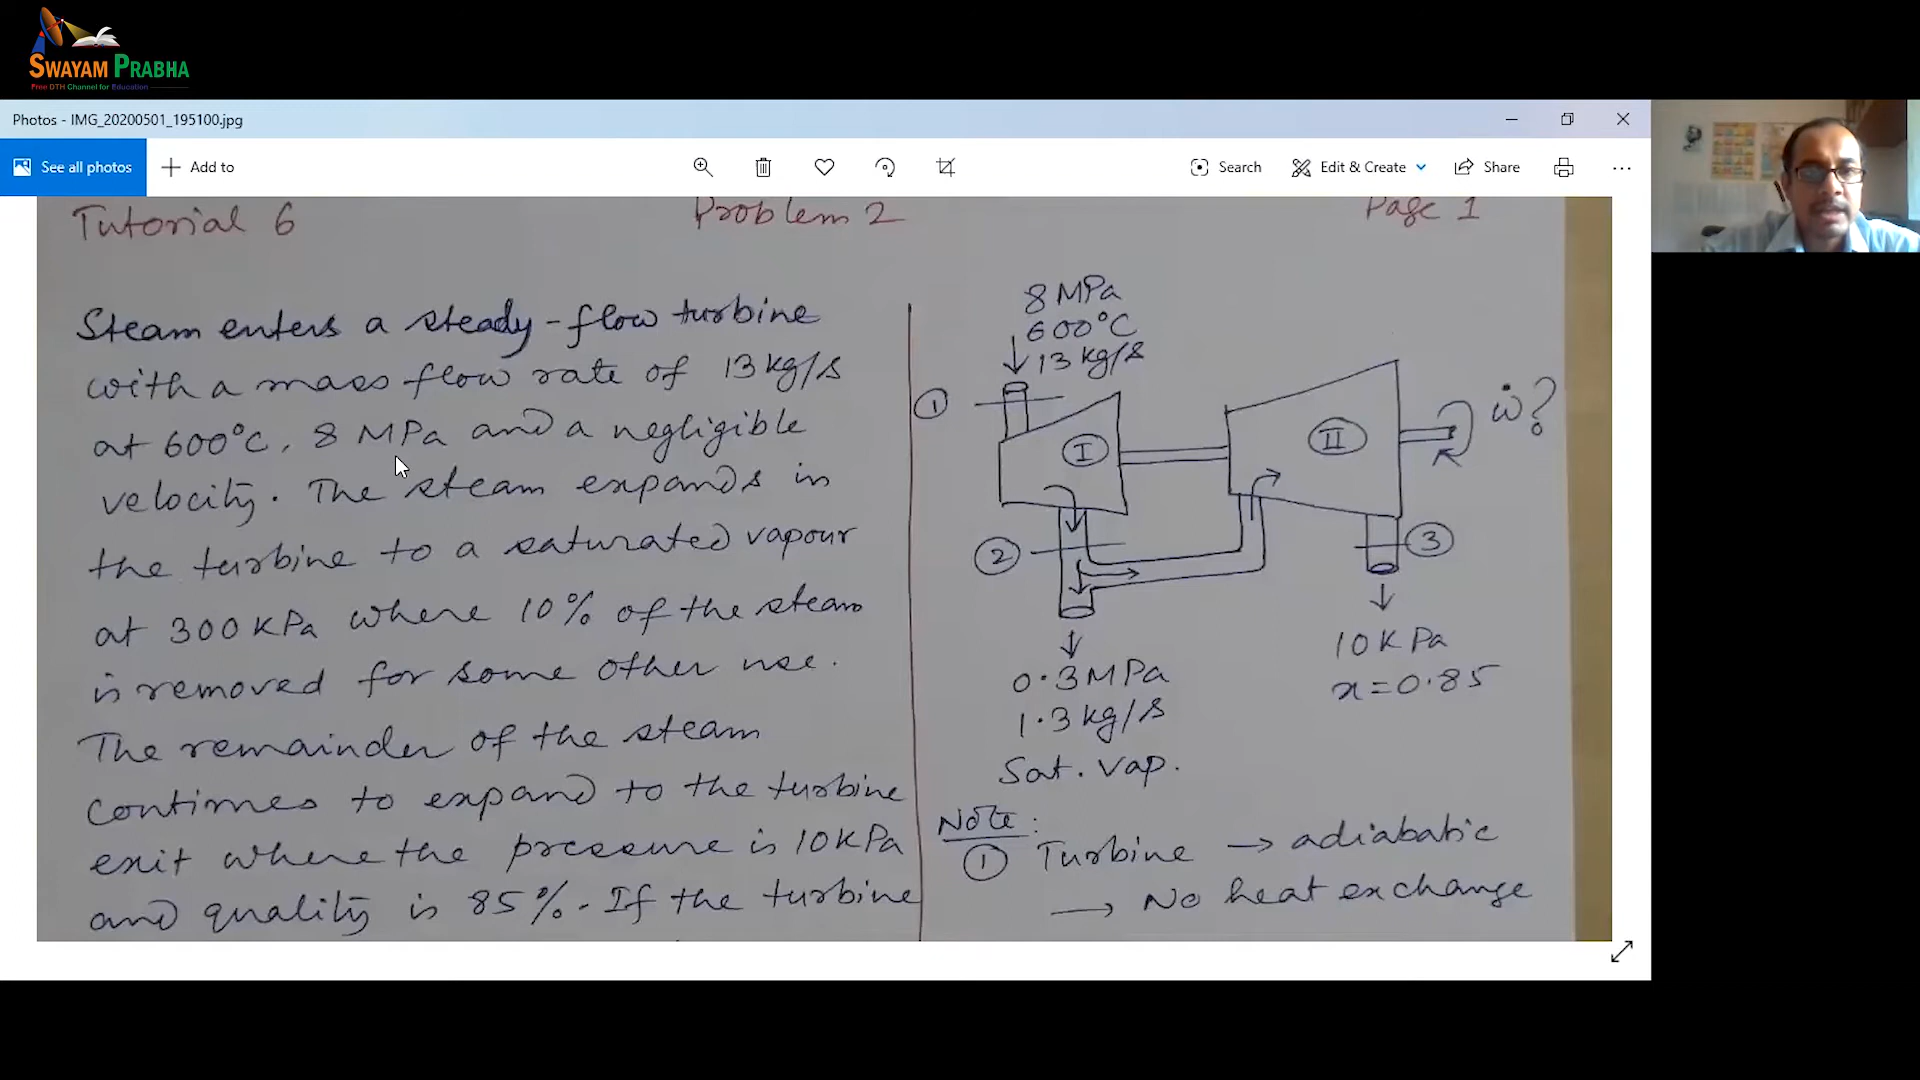 SWAYAM PRABHA
Free DTH Channel for Education
Photos - IMG_20200501_195100.jpg
See all photos
Add to
Search
Edit & Create
Share
Tutorial 6
Problem 2
Page 1
Steam enters a steady-flow turbine
with a mass flow rate of 13 kg/s
at 600°C, 8 MPa and a negligible
velocity. The steam expands in
the turbine to a saturated vapour
at 300 KPa where 10% of the steam
is removed for some other use.
The remainder of the steam
continues to expand to the turbine
exit where the pressure is 10 KPa
and quality is 85%. If the turbine
8 MPa
600°C
13 kg/s
1
I
II
ẇ?
2
3
0.3 MPa
1.3 kg/s
Sat. Vap.
10 K Pa
x = 0.85
Note:
1 Turbine → adiabatic
→ No heat exchange